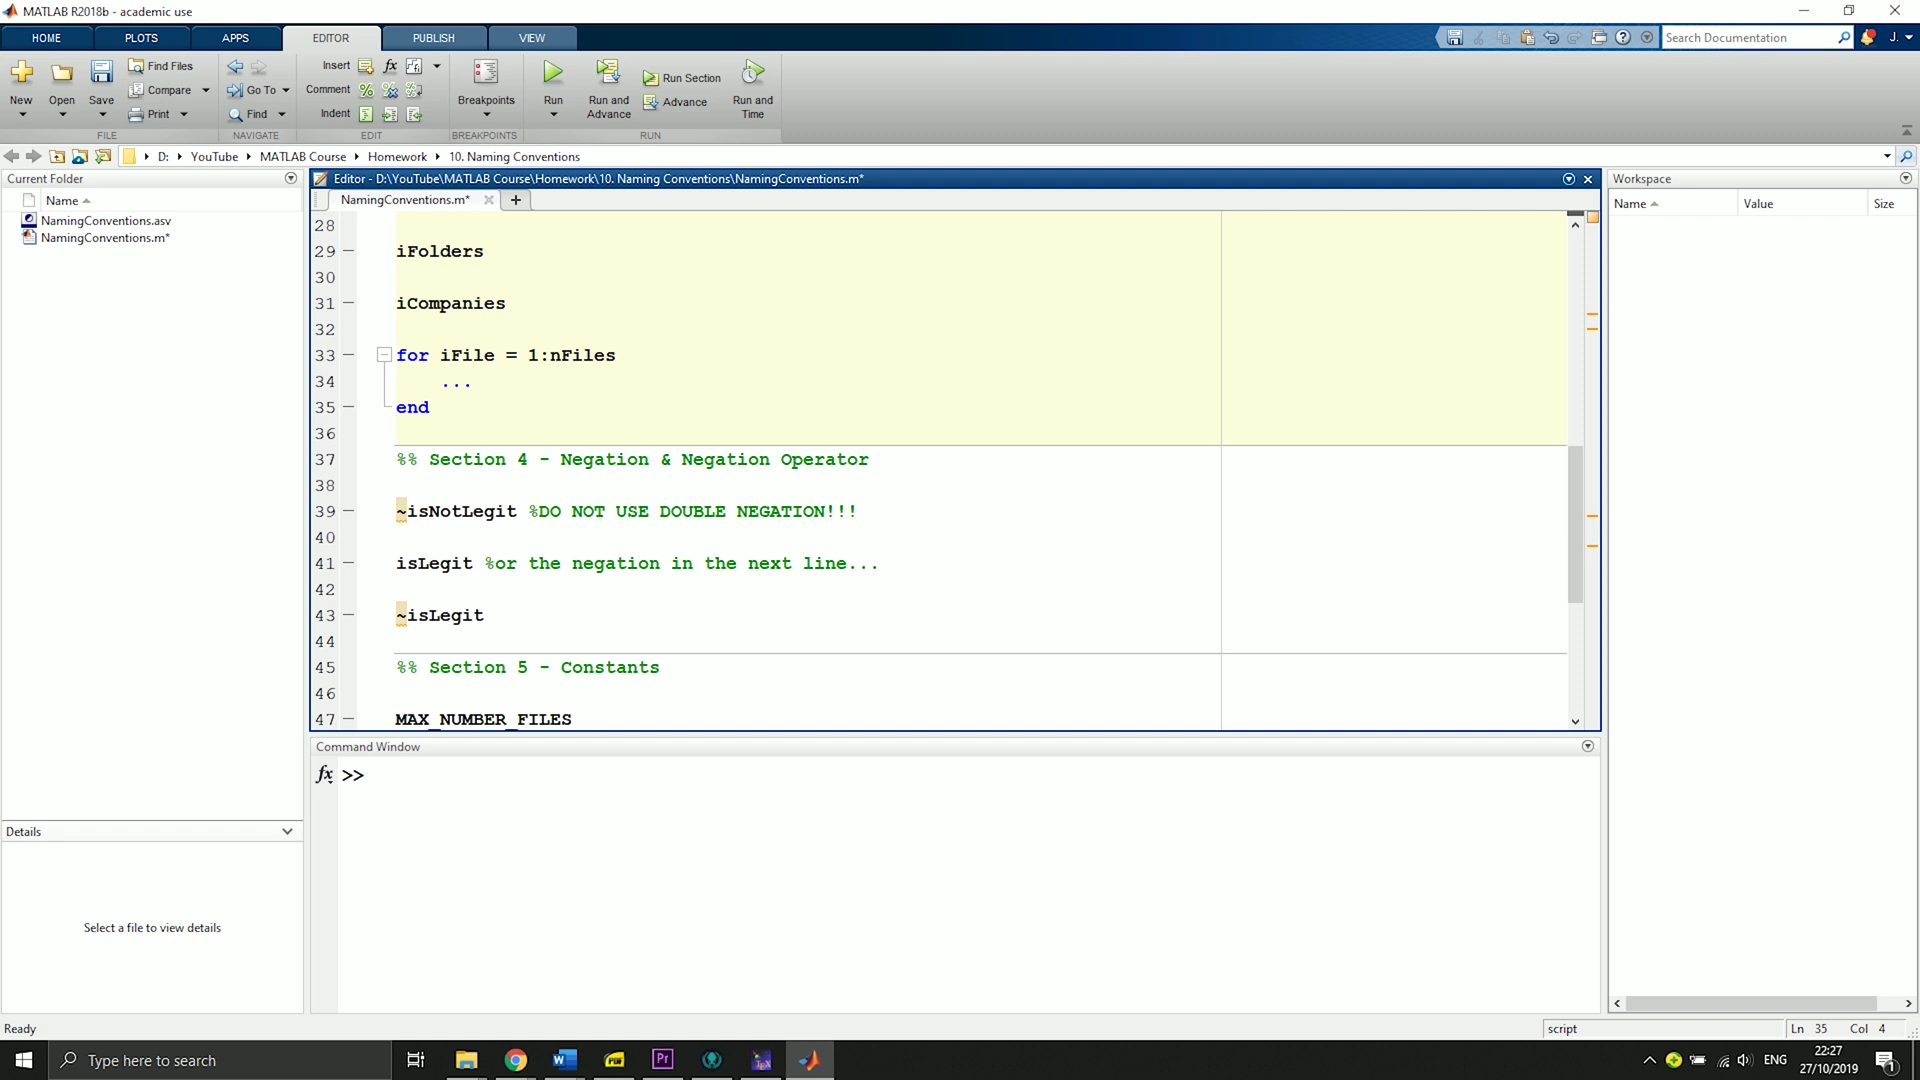 MATLAB R2018b - academic use
HOME PLOTS APPS EDITOR PUBLISH VIEW
Search Documentation J.
New Open Save Find Files Compare Print
FILE
Go To Find
NAVIGATE
Insert fx
Comment
Indent
EDIT
Breakpoints
BREAKPOINTS
Run Run and Advance Run Section Advance Run and Time
RUN
D: YouTube MATLAB Course Homework 10. Naming Conventions
Current Folder
Name
NamingConventions.asv
NamingConventions.m*
Details
Select a file to view details
Editor - D:\YouTube\MATLAB Course\Homework\10. Naming Conventions\NamingConventions.m*
NamingConventions.m* +
28
29 iFolders
30
31 iCompanies
32
33 for iFile = 1:nFiles
34 ...
35 end
36
37 %% Section 4 - Negation & Negation Operator
38
39 ~isNotLegit %DO NOT USE DOUBLE NEGATION!!!
40
41 isLegit %or the negation in the next line...
42
43 ~isLegit
44
45 %% Section 5 - Constants
46
47 MAX_NUMBER_FILES
Command Window
fx >>
Workspace
Name Value Size
Ready script Ln 35 Col 4
Type here to search
ENG
22:27
27/10/2019